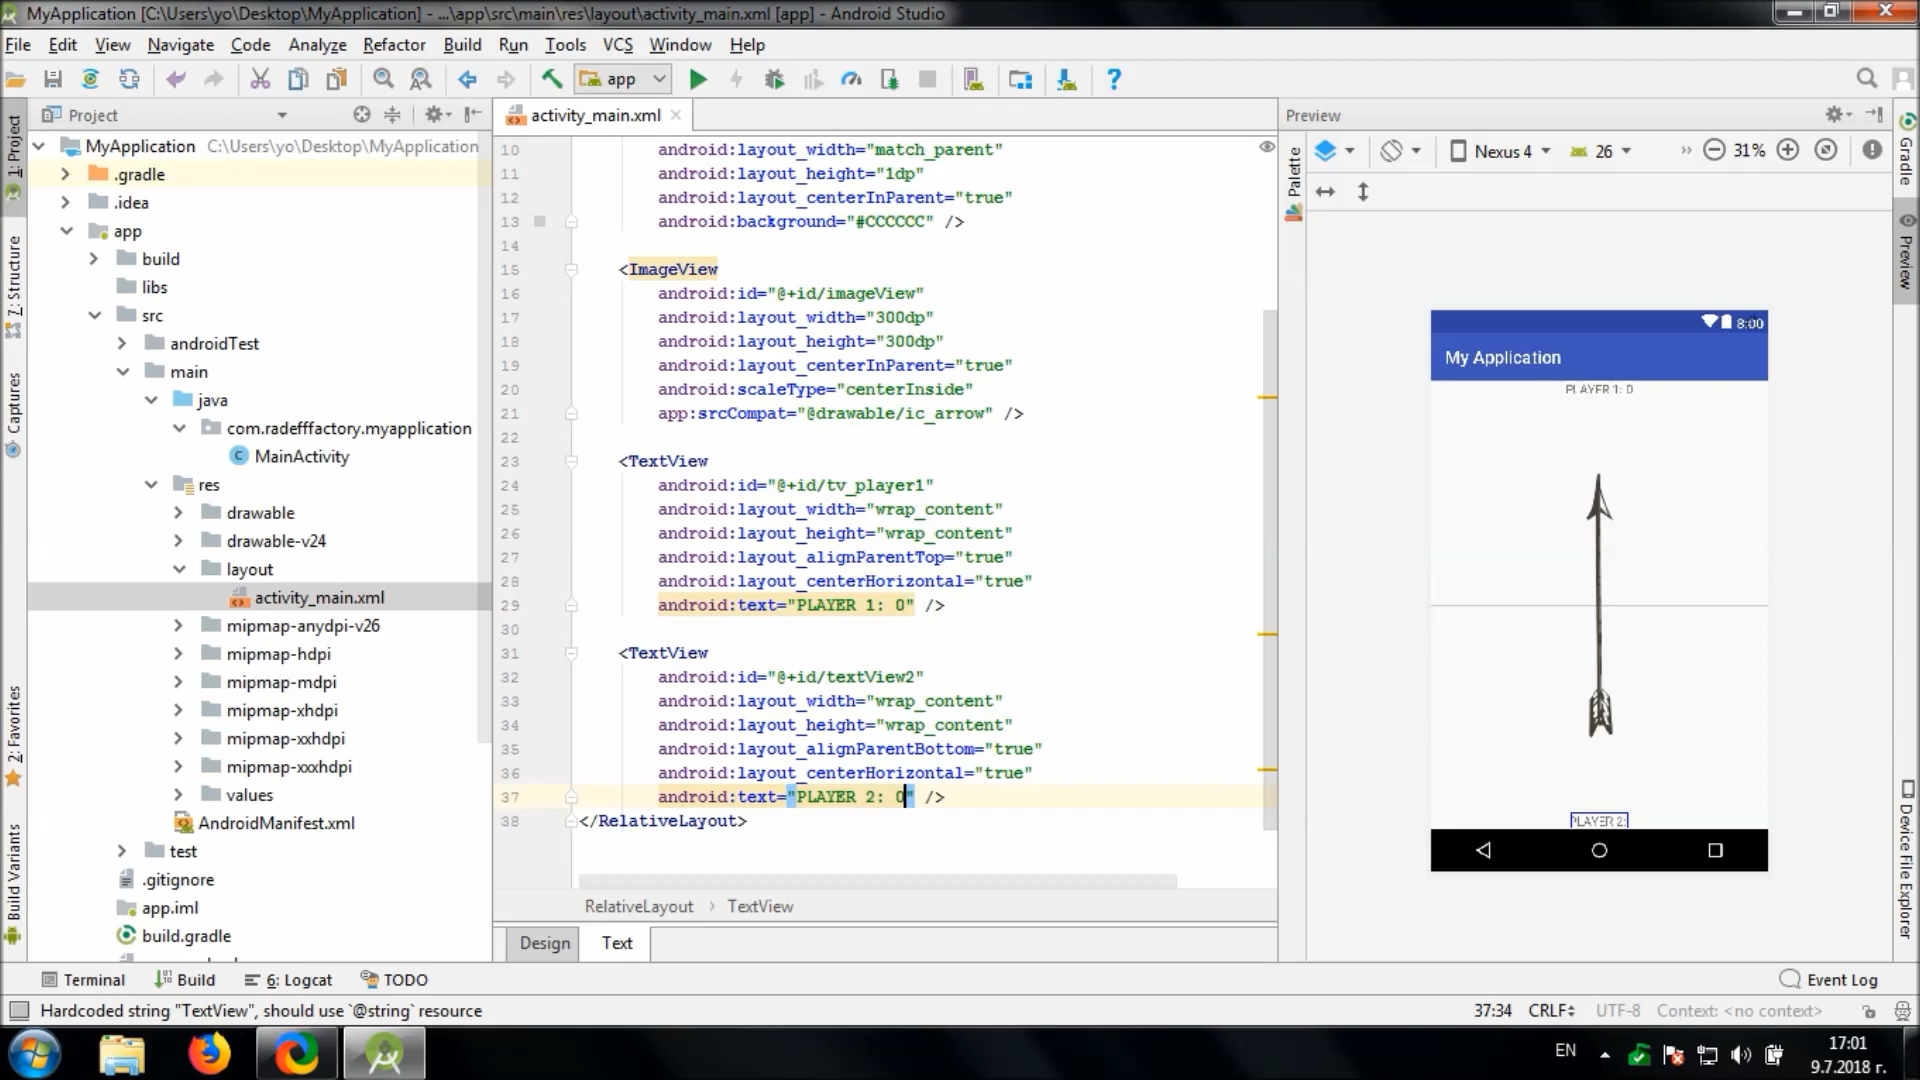 MyApplication [C:\Users\yo\Desktop\MyApplication] - ...\app\src\main\res\layout\activity_main.xml [app] - Android Studio
File Edit View Navigate Code Analyze Refactor Build Run Tools VCS Window Help
app
Project
activity_main.xml
Preview
1: Project
7: Structure
Captures
2: Favorites
Build Variants
MyApplication C:\Users\yo\Desktop\MyApplication
.gradle
.idea
app
build
libs
src
androidTest
main
java
com.radefffactory.myapplication
MainActivity
res
drawable
drawable-v24
layout
activity_main.xml
mipmap-anydpi-v26
mipmap-hdpi
mipmap-mdpi
mipmap-xhdpi
mipmap-xxhdpi
mipmap-xxxhdpi
values
AndroidManifest.xml
test
.gitignore
app.iml
build.gradle
10 android:layout_width="match_parent"
11 android:layout_height="1dp"
12 android:layout_centerInParent="true"
13 android:background="#CCCCCC" />
14
15 <ImageView
16 android:id="@+id/imageView"
17 android:layout_width="300dp"
18 android:layout_height="300dp"
19 android:layout_centerInParent="true"
20 android:scaleType="centerInside"
21 app:srcCompat="@drawable/ic_arrow" />
22
23 <TextView
24 android:id="@+id/tv_player1"
25 android:layout_width="wrap_content"
26 android:layout_height="wrap_content"
27 android:layout_alignParentTop="true"
28 android:layout_centerHorizontal="true"
29 android:text="PLAYER 1: 0" />
30
31 <TextView
32 android:id="@+id/textView2"
33 android:layout_width="wrap_content"
34 android:layout_height="wrap_content"
35 android:layout_alignParentBottom="true"
36 android:layout_centerHorizontal="true"
37 android:text="PLAYER 2: 0" />
38 </RelativeLayout>
RelativeLayout › TextView
Design Text
Palette
Nexus 4 26 31%
8:00
My Application
PLAYER 1: 0
PLAYER 2:
Gradle
Preview
Device File Explorer
Terminal Build 6: Logcat TODO Event Log
Hardcoded string "TextView", should use `@string` resource
37:34 CRLF UTF-8 Context: <no context>
EN
17:01
9.7.2018 г.